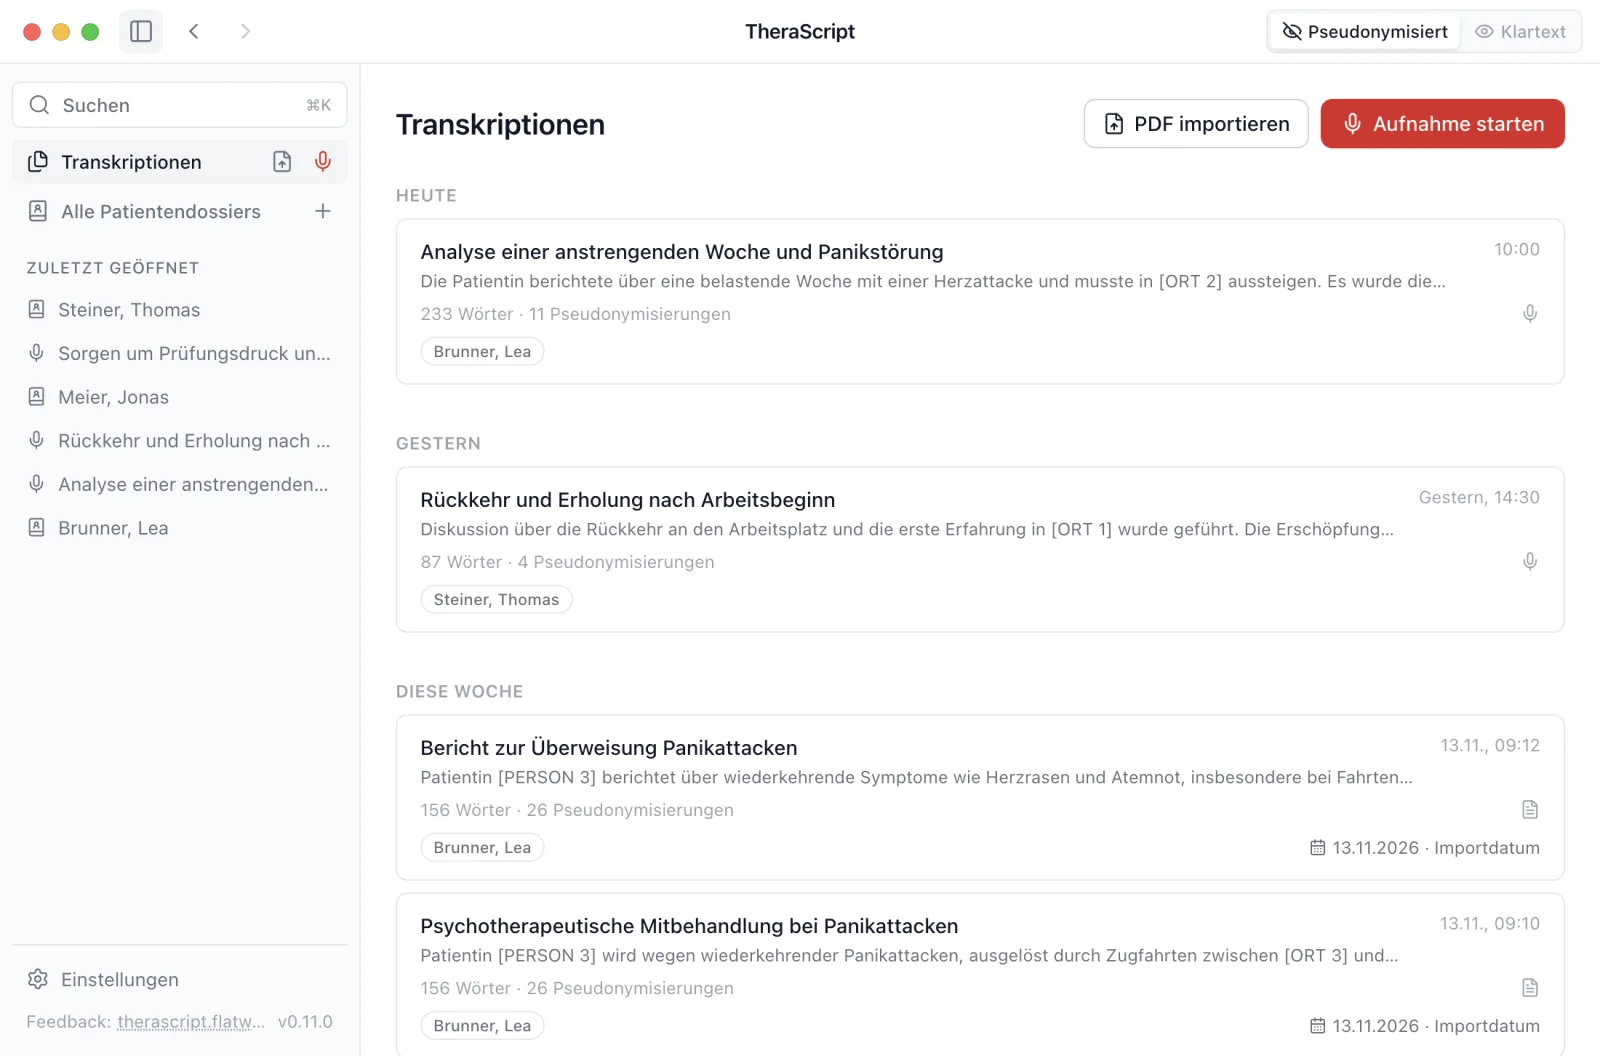 TheraScript
Pseudonymisiert
Klartext
Suchen ⌘K
Transkriptionen
Alle Patientendossiers
ZULETZT GEÖFFNET
Steiner, Thomas
Sorgen um Prüfungsdruck un...
Meier, Jonas
Rückkehr und Erholung nach ...
Analyse einer anstrengenden...
Brunner, Lea
Einstellungen
Feedback: therascript.flatw... v0.11.0
Transkriptionen
PDF importieren
Aufnahme starten
HEUTE
Analyse einer anstrengenden Woche und Panikstörung 10:00
Die Patientin berichtete über eine belastende Woche mit einer Herzattacke und musste in [ORT 2] aussteigen. Es wurde die...
233 Wörter · 11 Pseudonymisierungen
Brunner, Lea
GESTERN
Rückkehr und Erholung nach Arbeitsbeginn Gestern, 14:30
Diskussion über die Rückkehr an den Arbeitsplatz und die erste Erfahrung in [ORT 1] wurde geführt. Die Erschöpfung...
87 Wörter · 4 Pseudonymisierungen
Steiner, Thomas
DIESE WOCHE
Bericht zur Überweisung Panikattacken 13.11., 09:12
Patientin [PERSON 3] berichtet über wiederkehrende Symptome wie Herzrasen und Atemnot, insbesondere bei Fahrten...
156 Wörter · 26 Pseudonymisierungen
Brunner, Lea 13.11.2026 · Importdatum
Psychotherapeutische Mitbehandlung bei Panikattacken 13.11., 09:10
Patientin [PERSON 3] wird wegen wiederkehrender Panikattacken, ausgelöst durch Zugfahrten zwischen [ORT 3] und...
156 Wörter · 26 Pseudonymisierungen
Brunner, Lea 13.11.2026 · Importdatum